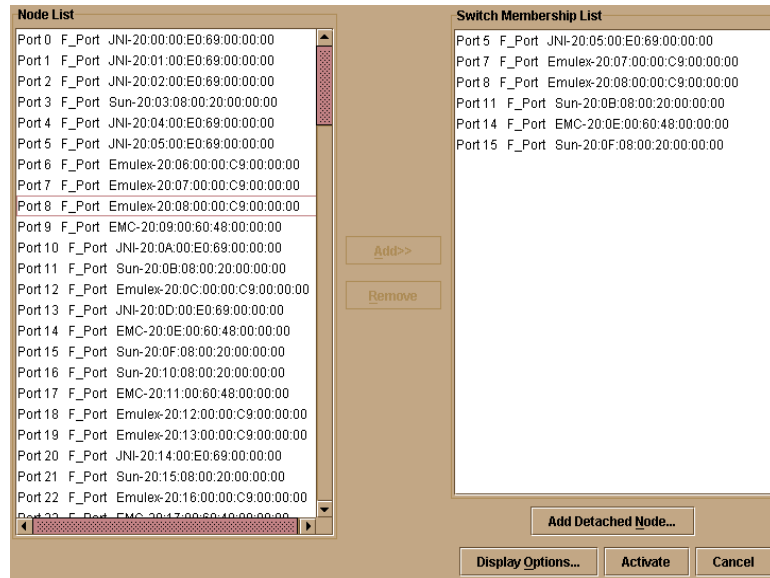 Node List
Port 0 F_Port JNI-20:00:00:E0:69:00:00:00
Port 1 F_Port JNI-20:01:00:E0:69:00:00:00
Port 2 F_Port JNI-20:02:00:E0:69:00:00:00
Port 3 F_Port Sun-20:03:08:00:20:00:00:00
Port 4 F_Port JNI-20:04:00:E0:69:00:00:00
Port 5 F_Port JNI-20:05:00:E0:69:00:00:00
Port 6 F_Port Emulex-20:06:00:00:C9:00:00:00
Port 7 F_Port Emulex-20:07:00:00:C9:00:00:00
Port 8 F_Port Emulex-20:08:00:00:C9:00:00:00
Port 9 F_Port EMC-20:09:00:60:48:00:00:00
Port 10 F_Port JNI-20:0A:00:E0:69:00:00:00
Port 11 F_Port Sun-20:0B:08:00:20:00:00:00
Port 12 F_Port Emulex-20:0C:00:00:C9:00:00:00
Port 13 F_Port JNI-20:0D:00:E0:69:00:00:00
Port 14 F_Port EMC-20:0E:00:60:48:00:00:00
Port 15 F_Port Sun-20:0F:08:00:20:00:00:00
Port 16 F_Port Sun-20:10:08:00:20:00:00:00
Port 17 F_Port EMC-20:11:00:60:48:00:00:00
Port 18 F_Port Emulex-20:12:00:00:C9:00:00:00
Port 19 F_Port Emulex-20:13:00:00:C9:00:00:00
Port 20 F_Port JNI-20:14:00:E0:69:00:00:00
Port 21 F_Port Sun-20:15:08:00:20:00:00:00
Port 22 F_Port Emulex-20:16:00:00:C9:00:00:00
Add>>
Remove
Switch Membership List
Port 5 F_Port JNI-20:05:00:E0:69:00:00:00
Port 7 F_Port Emulex-20:07:00:00:C9:00:00:00
Port 8 F_Port Emulex-20:08:00:00:C9:00:00:00
Port 11 F_Port Sun-20:0B:08:00:20:00:00:00
Port 14 F_Port EMC-20:0E:00:60:48:00:00:00
Port 15 F_Port Sun-20:0F:08:00:20:00:00:00
Add Detached Node...
Display Options...
Activate
Cancel